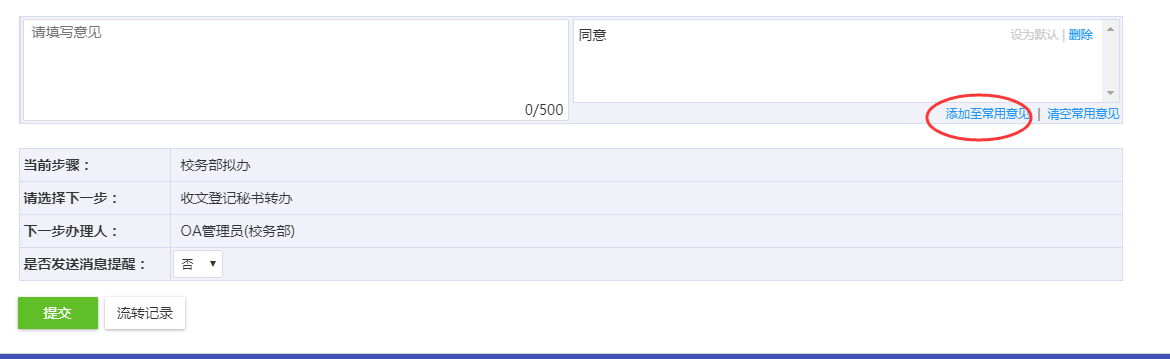 请填写意见
0/500
同意 设为默认 | 删除
添加至常用意见 | 清空常用意见
当前步骤： 校务部拟办
请选择下一步： 收文登记秘书转办
下一步办理人： OA管理员(校务部)
是否发送消息提醒： 否
提交 流转记录